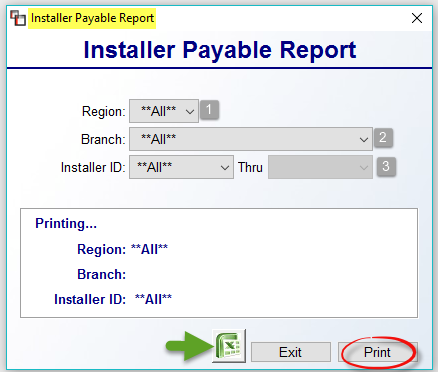 Installer Payable Report
Installer Payable Report
Region: **All** 1
Branch: **All** 2
Installer ID: **All** Thru 3
Printing...
Region: **All**
Branch:
Installer ID: **All**
Exit Print